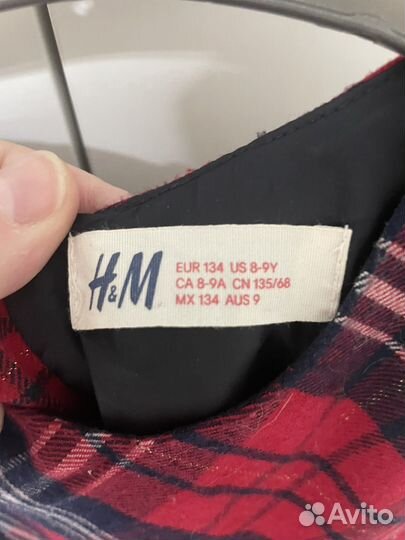 H&M
EUR 134 US 8-9Y
CA 8-9A CN 135/68
MX 134 AUS 9
Avito